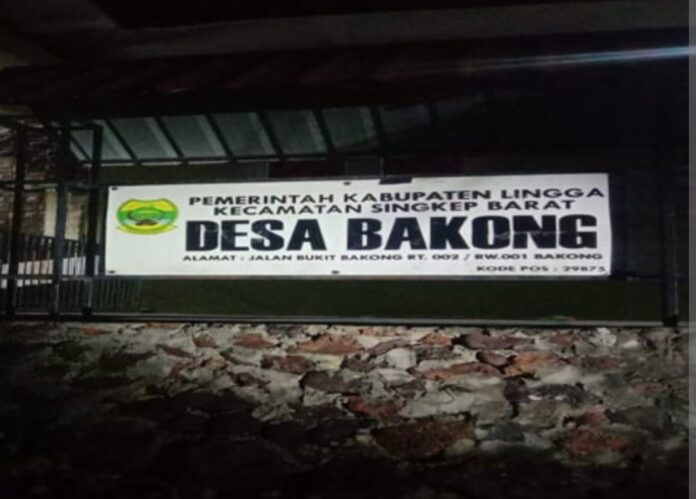 PEMERINTAH KABUPATEN LINGGA
KECAMATAN SINGKEP BARAT
DESA BAKONG
ALAMAT : JALAN BUKIT BAKONG RT. 002 / RW.001 BAKONG
KODE POS : 29875